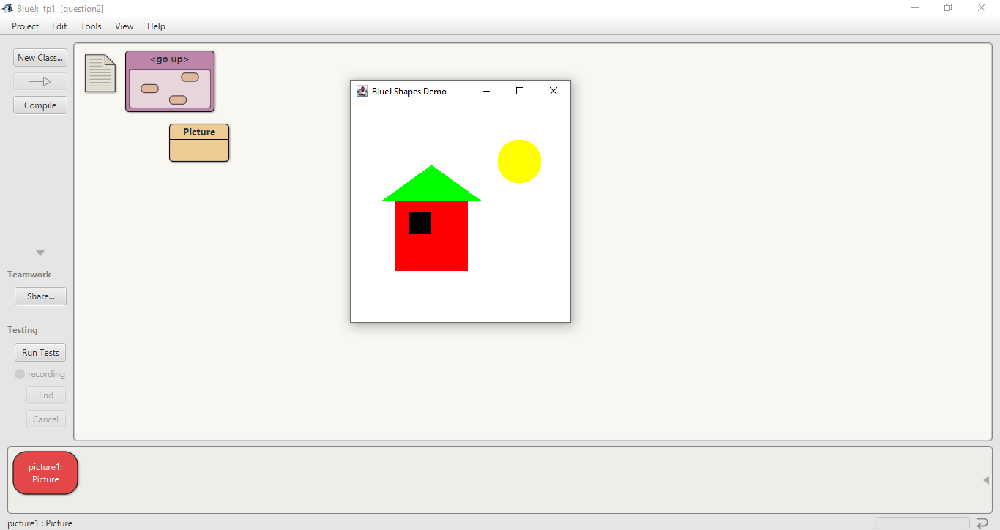 BlueJ: tp1 [question2]
Project Edit Tools View Help
New Class...
Compile
<go up>
Picture
BlueJ Shapes Demo
Teamwork
Share...
Testing
Run Tests
recording
End
Cancel
picture1:
Picture
picture1 : Picture